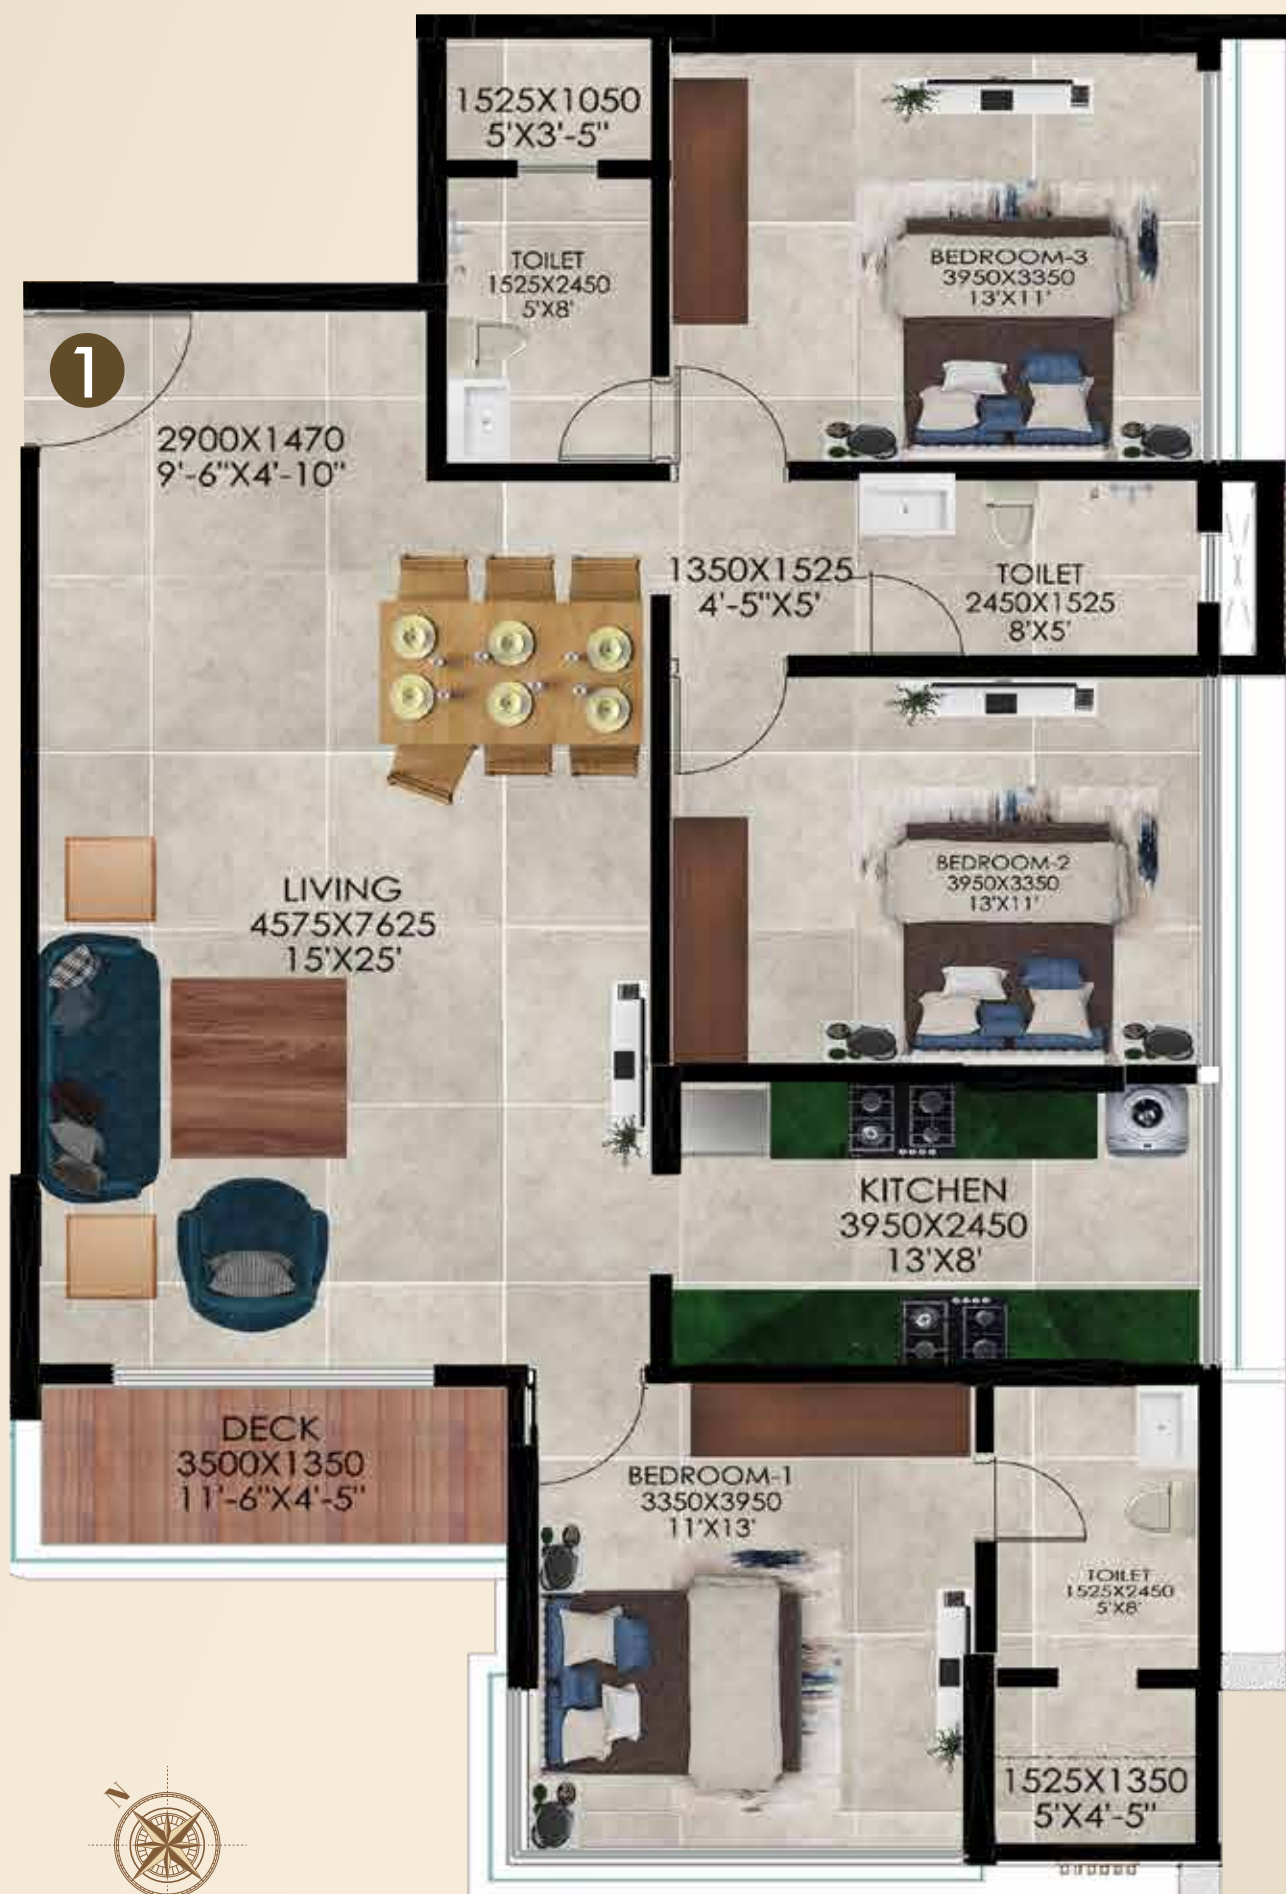 1525X1050
5'X3'-5"
TOILET
1525X2450
5'X8'
BEDROOM-3
3950X3350
13'X11'
1
2900X1470
9'-6"X4'-10"
1350X1525
4'-5"X5'
TOILET
2450X1525
8'X5'
LIVING
4575X7625
15'X25'
BEDROOM-2
3950X3350
13'X11'
KITCHEN
3950X2450
13'X8'
DECK
3500X1350
11'-6"X4'-5"
BEDROOM-1
3350X3950
11'X13'
TOILET
1525X2450
5'X8'
1525X1350
5'X4'-5"
N